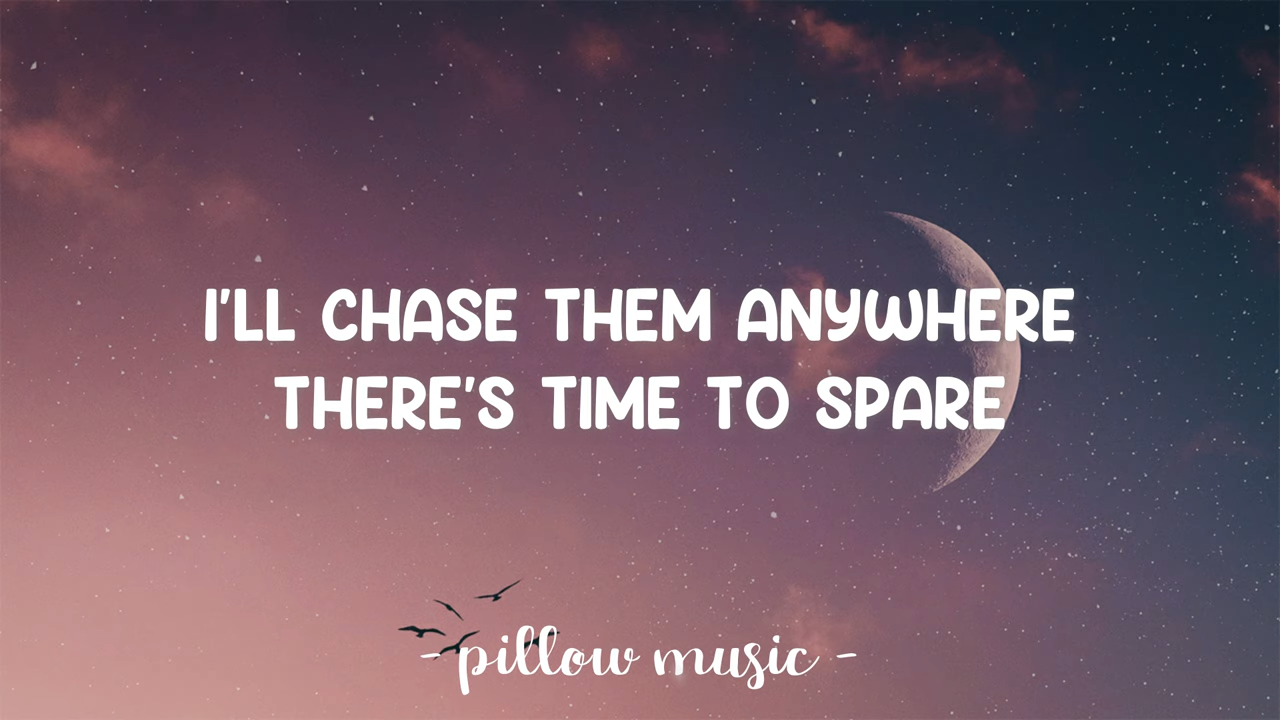 I'LL CHASE THEM ANYWHERE
THERE'S TIME TO SPARE
- pillow music -